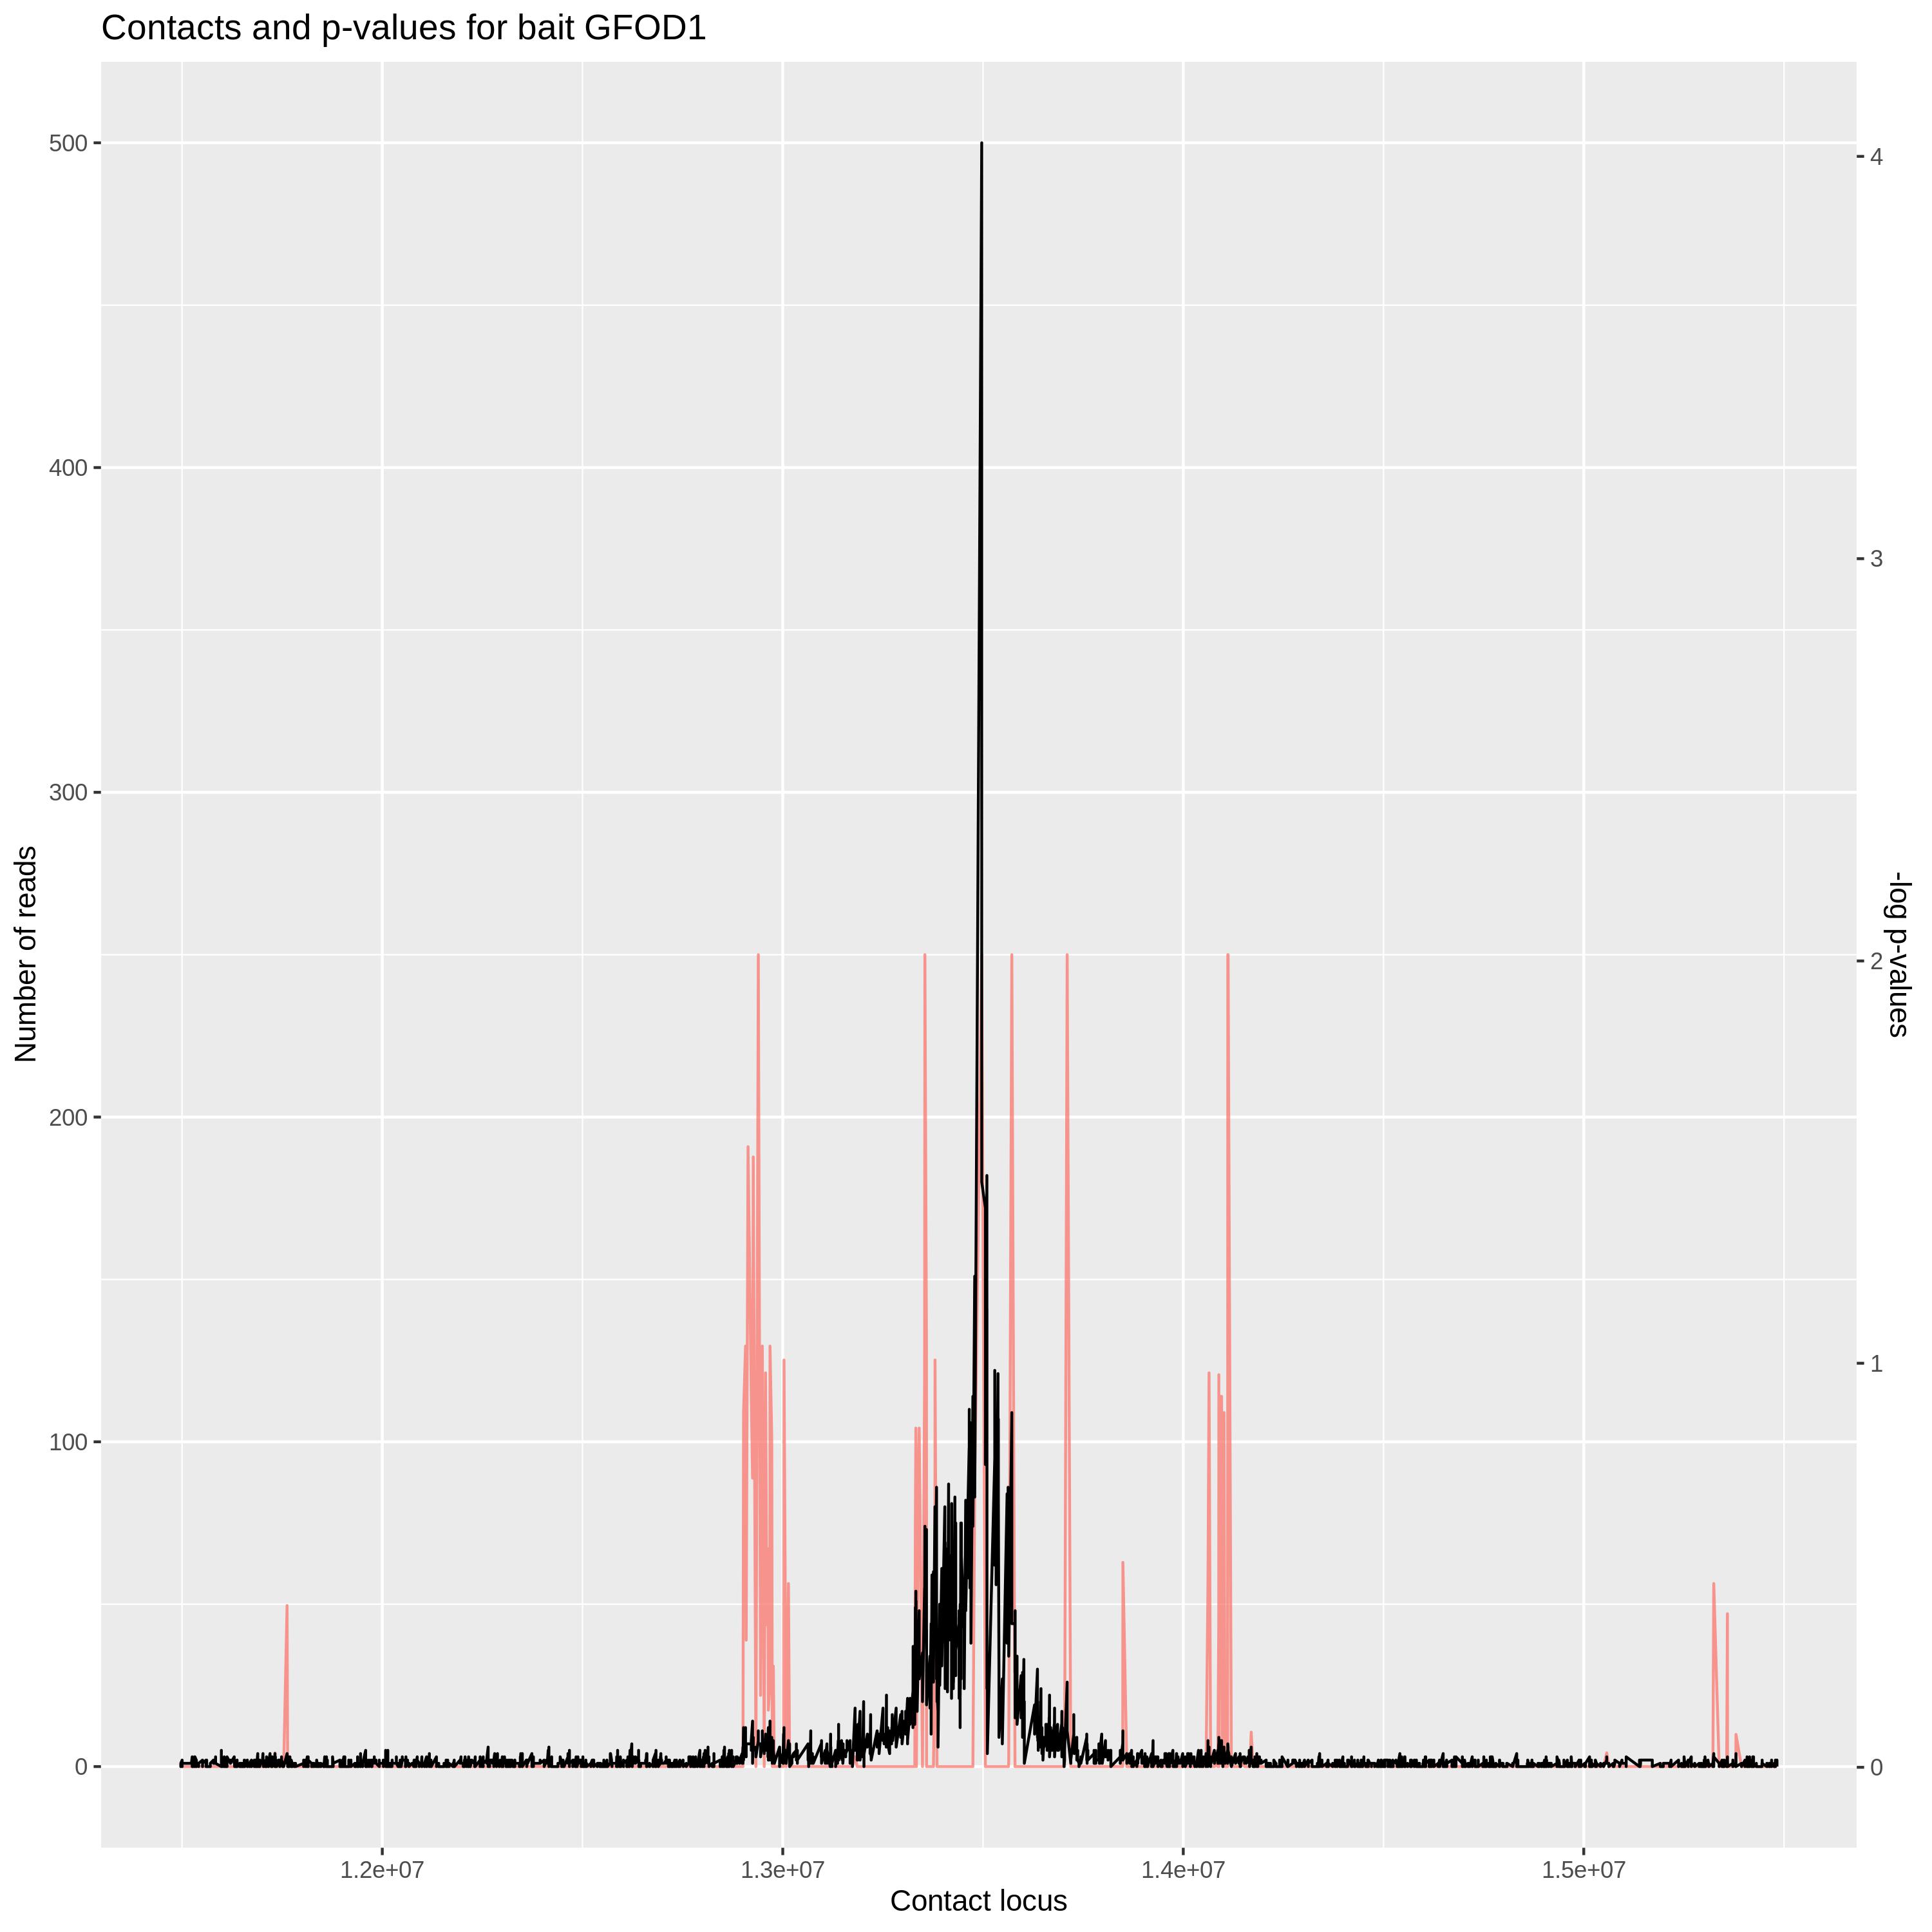 Contacts and p-values for bait GFOD1
500
400
300
200
100
0
Number of reads
4
3
2
1
0
-log p-values
1.2e+07 1.3e+07 1.4e+07 1.5e+07
Contact locus